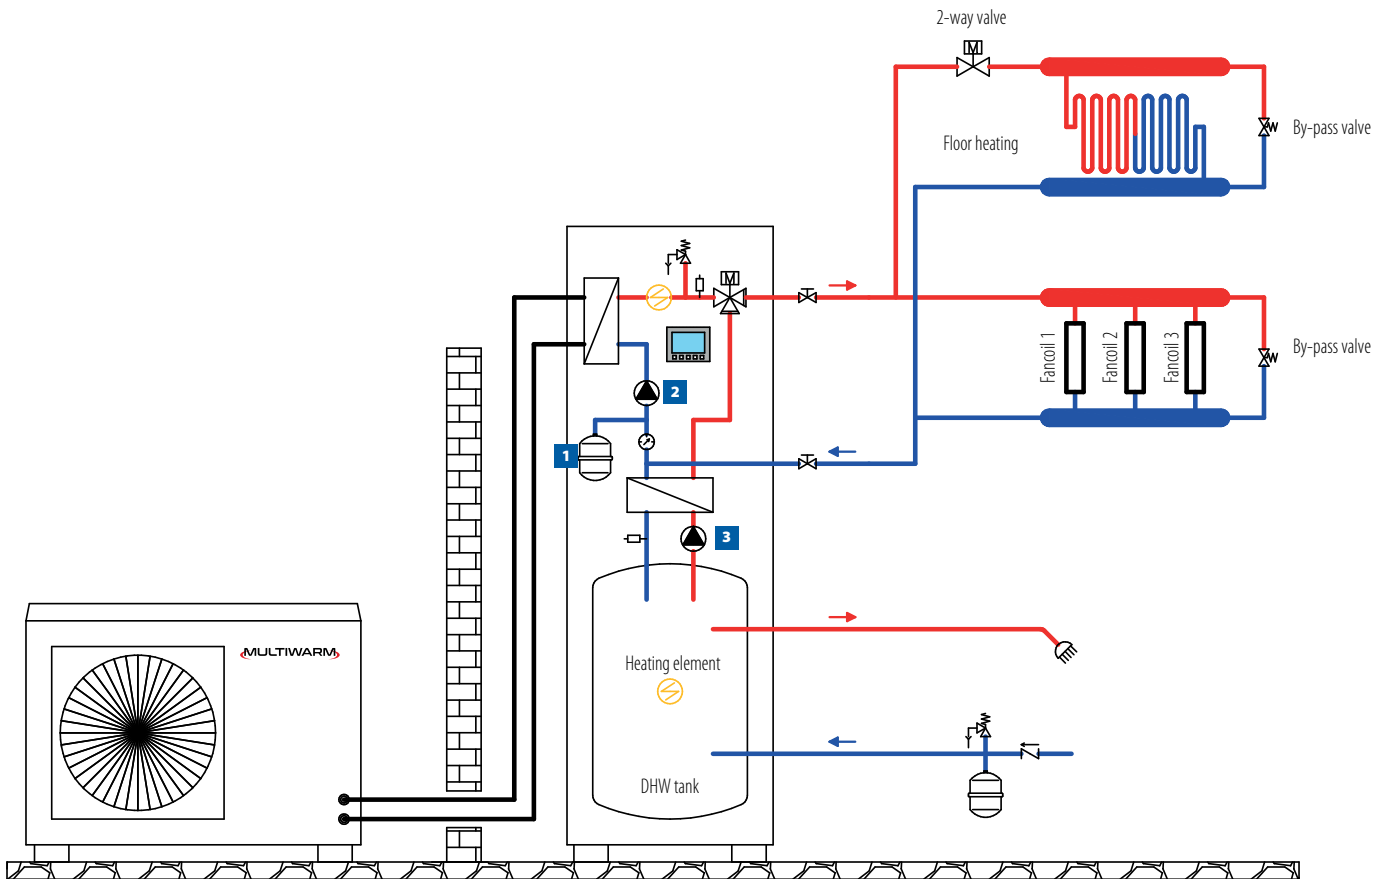 2-way valve
Floor heating
By-pass valve
Fancoil 1
Fancoil 2
Fancoil 3
By-pass valve
2
1
3
MULTIWARM
Heating element
DHW tank